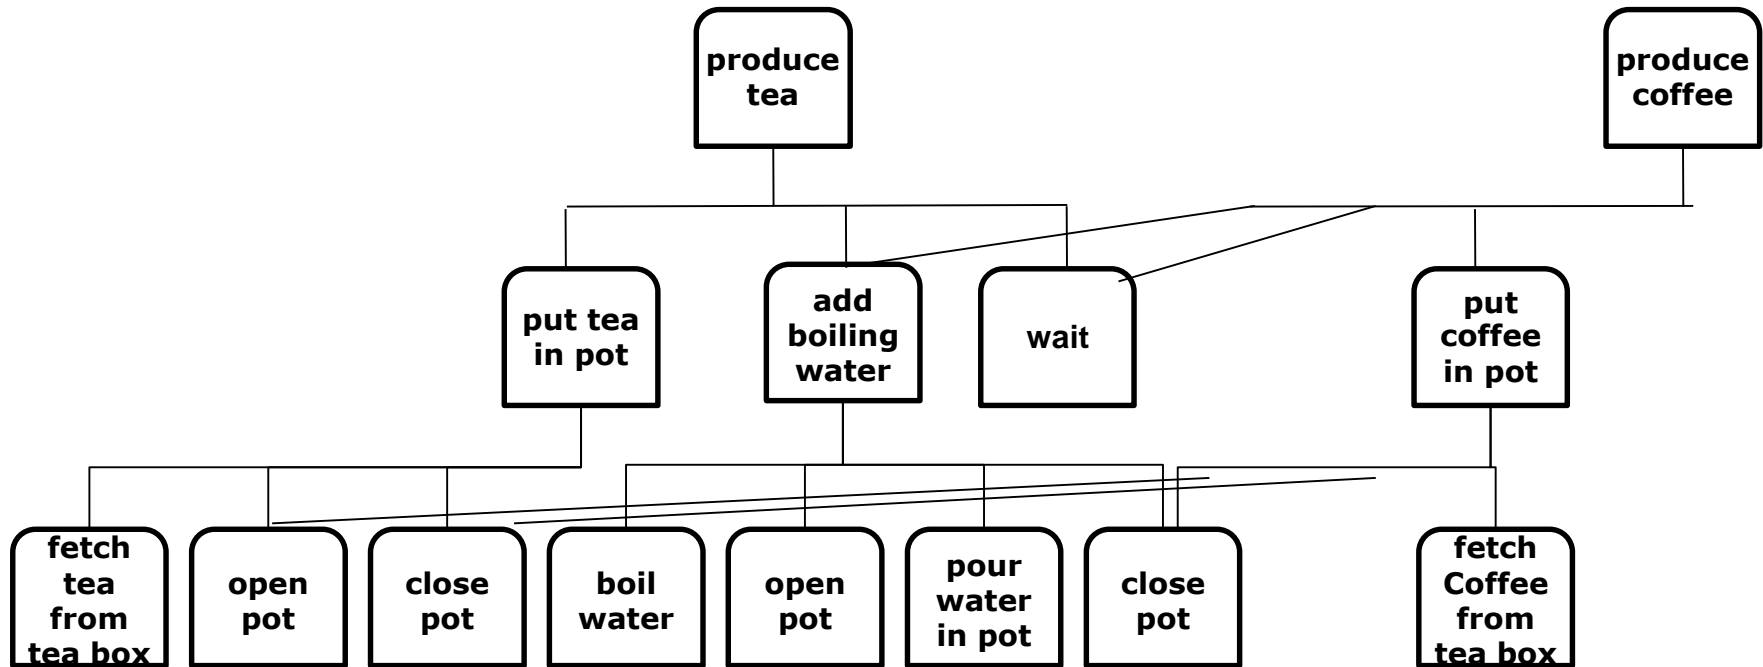 produce
tea
produce
coffee
put tea
in pot
add
boiling
water
wait
put
coffee
in pot
fetch
tea
from
tea box
open
pot
close
pot
boil
water
open
pot
pour
water
in pot
close
pot
fetch
Coffee
from
tea box